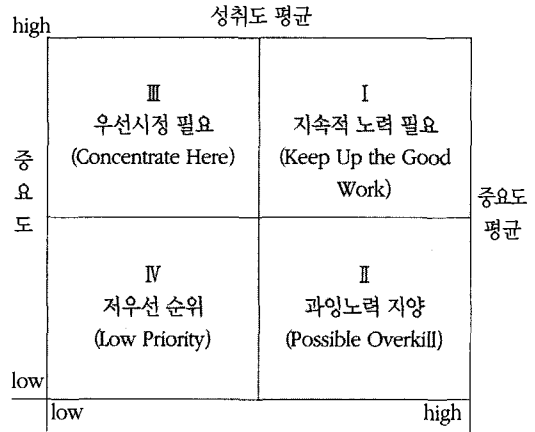 성취도 평균
high
Ⅲ
우선시정 필요
(Concentrate Here)
Ⅰ
지속적 노력 필요
(Keep Up the Good
Work)
중
요
도
중요도
평균
Ⅳ
저우선 순위
(Low Priority)
Ⅱ
과잉노력 지양
(Possible Overkill)
low
low
high